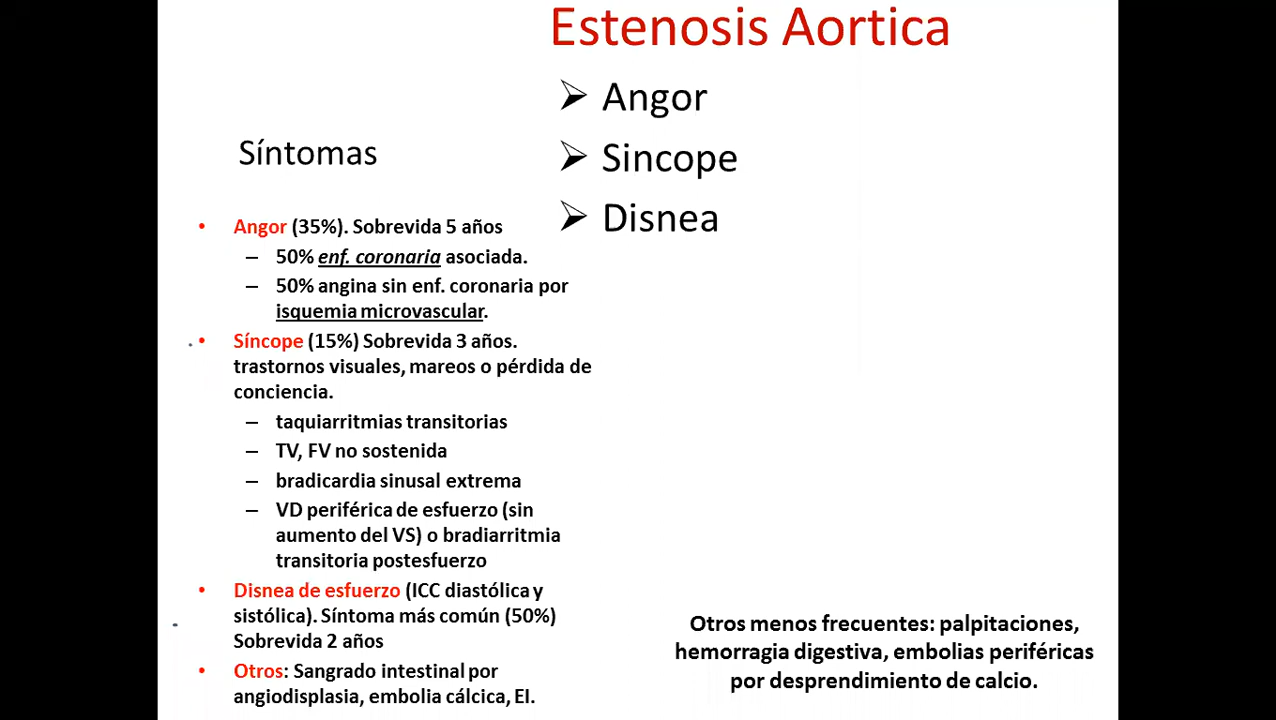 Estenosis Aortica
➢ Angor
➢ Sincope
➢ Disnea
Síntomas
• Angor (35%). Sobrevida 5 años
– 50% enf. coronaria asociada.
– 50% angina sin enf. coronaria por
isquemia microvascular.
• Síncope (15%) Sobrevida 3 años.
trastornos visuales, mareos o pérdida de
conciencia.
– taquiarritmias transitorias
– TV, FV no sostenida
– bradicardia sinusal extrema
– VD periférica de esfuerzo (sin
aumento del VS) o bradiarritmia
transitoria postesfuerzo
• Disnea de esfuerzo (ICC diastólica y
sistólica). Síntoma más común (50%)
Sobrevida 2 años
• Otros: Sangrado intestinal por
angiodisplasia, embolia cálcica, EI.
Otros menos frecuentes: palpitaciones,
hemorragia digestiva, embolias periféricas
por desprendimiento de calcio.